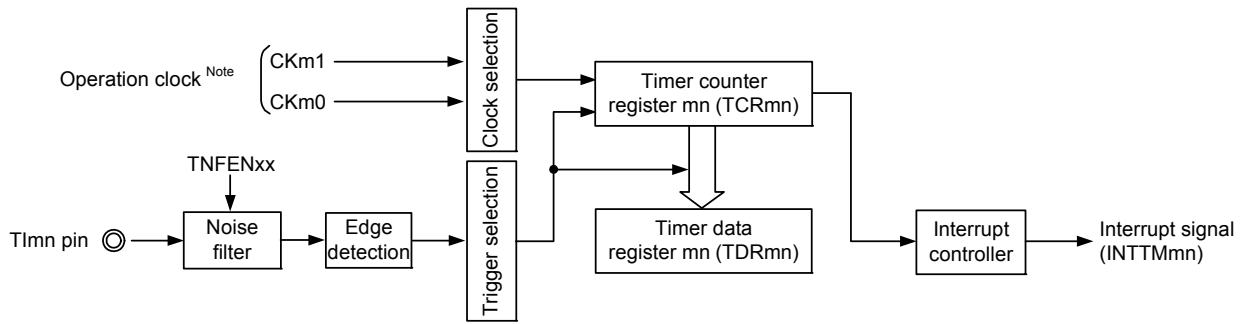 Operation clock Note
CKm1
CKm0
Clock selection
Timer counter
register mn (TCRmn)
TNFENxx
TImn pin
Noise
filter
Edge
detection
Trigger selection
Timer data
register mn (TDRmn)
Interrupt
controller
Interrupt signal
(INTTMmn)